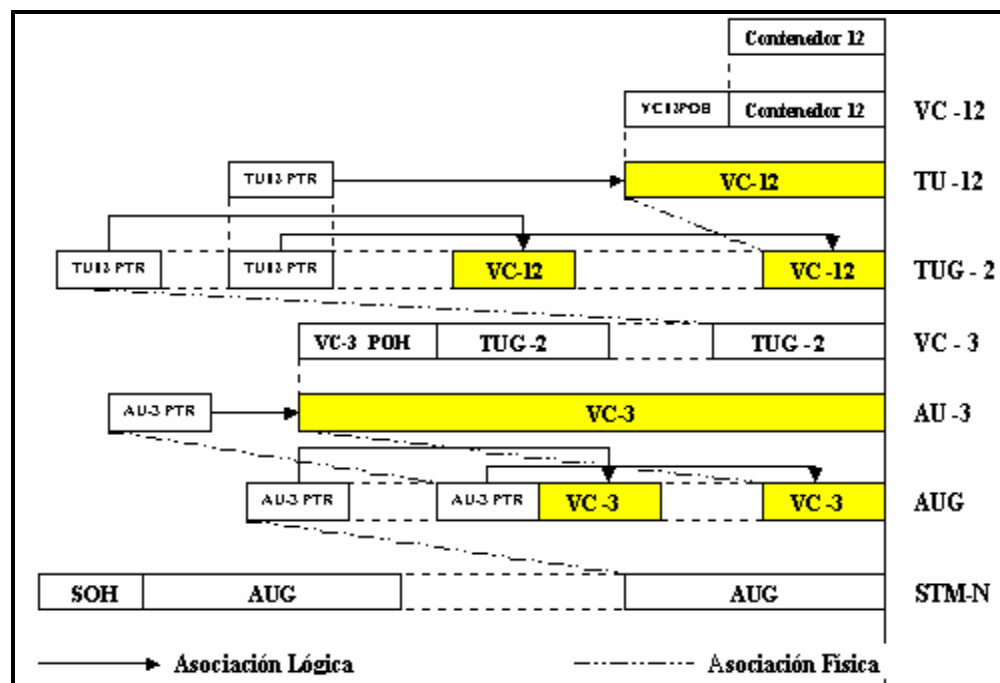 Contenedor 12
VC12POH Contenedor 12 VC -12
TU12 PTR VC-12 TU -12
TU12 PTR TU12 PTR VC-12 VC -12 TUG - 2
VC-3 POH TUG-2 TUG -2 VC - 3
AU-3 PTR VC-3 AU -3
AU-3 PTR AU-3 PTR VC -3 VC -3 AUG
SOH AUG AUG STM-N
Asociación Lógica Asociación Física